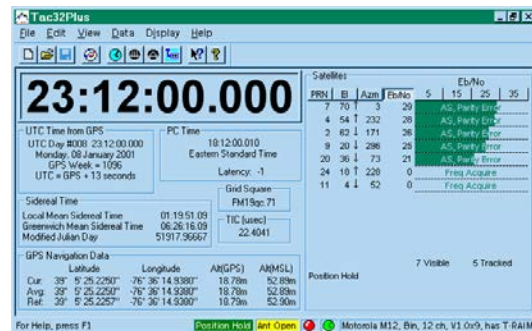 Tac32Plus
File Edit View Data Display Help
23:12:00.000
UTC Time from GPS
UTC Day #008 23:12:00.000
Monday, 08 January 2001
GPS Week = 1096
UTC = GPS + 13 seconds
PC Time
18:12:00.010
Eastern Standard Time
Latency: -1
Grid Square
FM19qc.71
Sidereal Time
Local Mean Sidereal Time 01:19:51.09
Greenwich Mean Sidereal Time 06:26:16.09
Modified Julian Day 51917.96667
TIC (usec)
22.4041
GPS Navigation Data
Latitude Longitude Alt(GPS) Alt(MSL)
Cur: 39° 5' 25.2250" -76° 36' 14.9380" 18.78m 52.89m
Avg: 39° 5' 25.2250" -76° 36' 14.9380" 18.78m 52.89m
Ref: 39° 5' 25.2257" -76° 36' 14.9380" 18.79m 52.90m
Satellites
Eb/No
PRN El Azm Eb/No 5 15 25 35
7 70 ↑ 3 29 AS, Parity Error
4 54 ↑ 232 28 AS, Parity Error
2 62 ↓ 171 26 AS, Parity Error
9 20 ↓ 286 25 AS, Parity Error
20 36 ↓ 73 21 AS, Parity Error
24 18 ↑ 228 0 Freq Acquire
11 4 ↓ 52 0 Freq Acquire
7 Visible 5 Tracked
Position Hold
For Help, press F1
Position Hold Ant Open
Motorola M12, Bin, 12 ch, V1.0x9, has T-RAIM